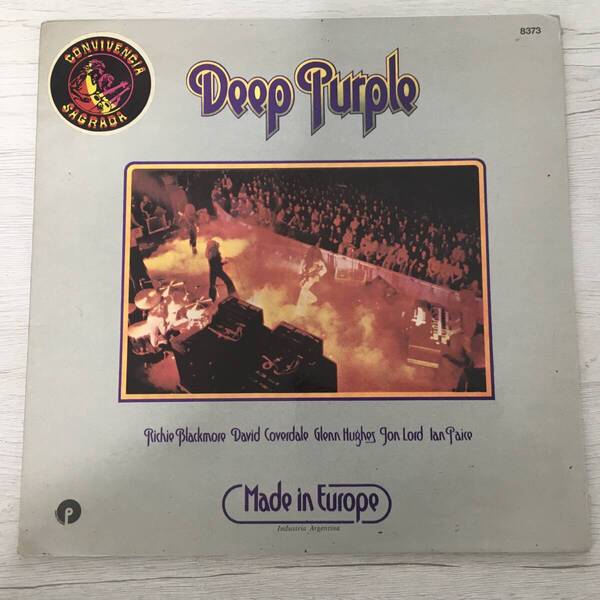 8373
CONVIVENCIA
SAGRADA
Deep Purple
Richie Blackmore David Coverdale Glenn Hughes Jon Lord Ian Paice
Made in Europe
Industria Argentina
P